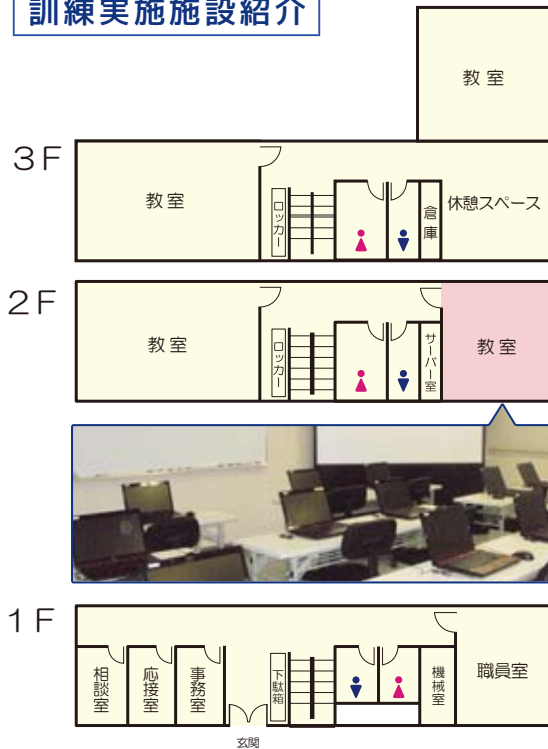 訓練実施施設紹介
教室
3F
教室
ロッカー
倉庫
休憩スペース
2F
教室
ロッカー
サーバー室
教室
1F
相談室
応接室
事務室
下駄箱
機械室
職員室
玄関